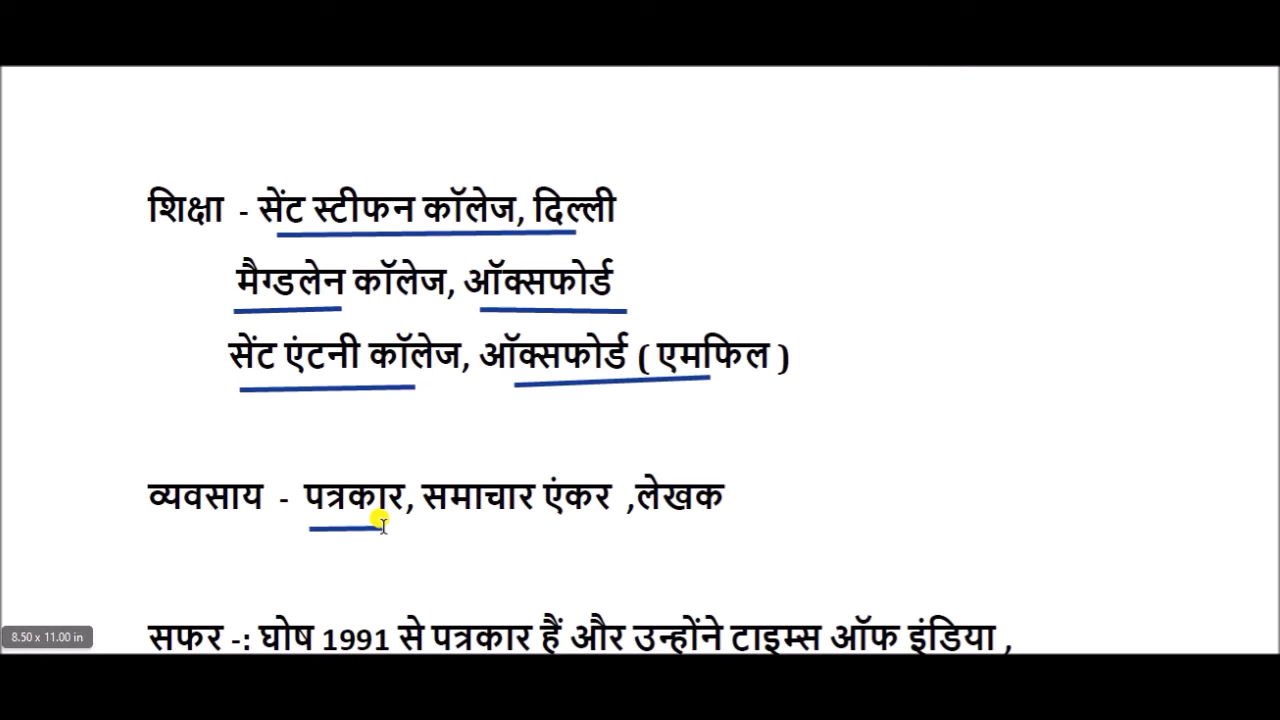 शिक्षा - सेंट स्टीफन कॉलेज, दिल्ली
मैग्डलेन कॉलेज, ऑक्सफोर्ड
सेंट एंटनी कॉलेज, ऑक्सफोर्ड ( एमफिल )
व्यवसाय - पत्रकार, समाचार एंकर ,लेखक
8.50 x 11.00 in
सफर -: घोष 1991 से पत्रकार हैं और उन्होंने टाइम्स ऑफ इंडिया ,